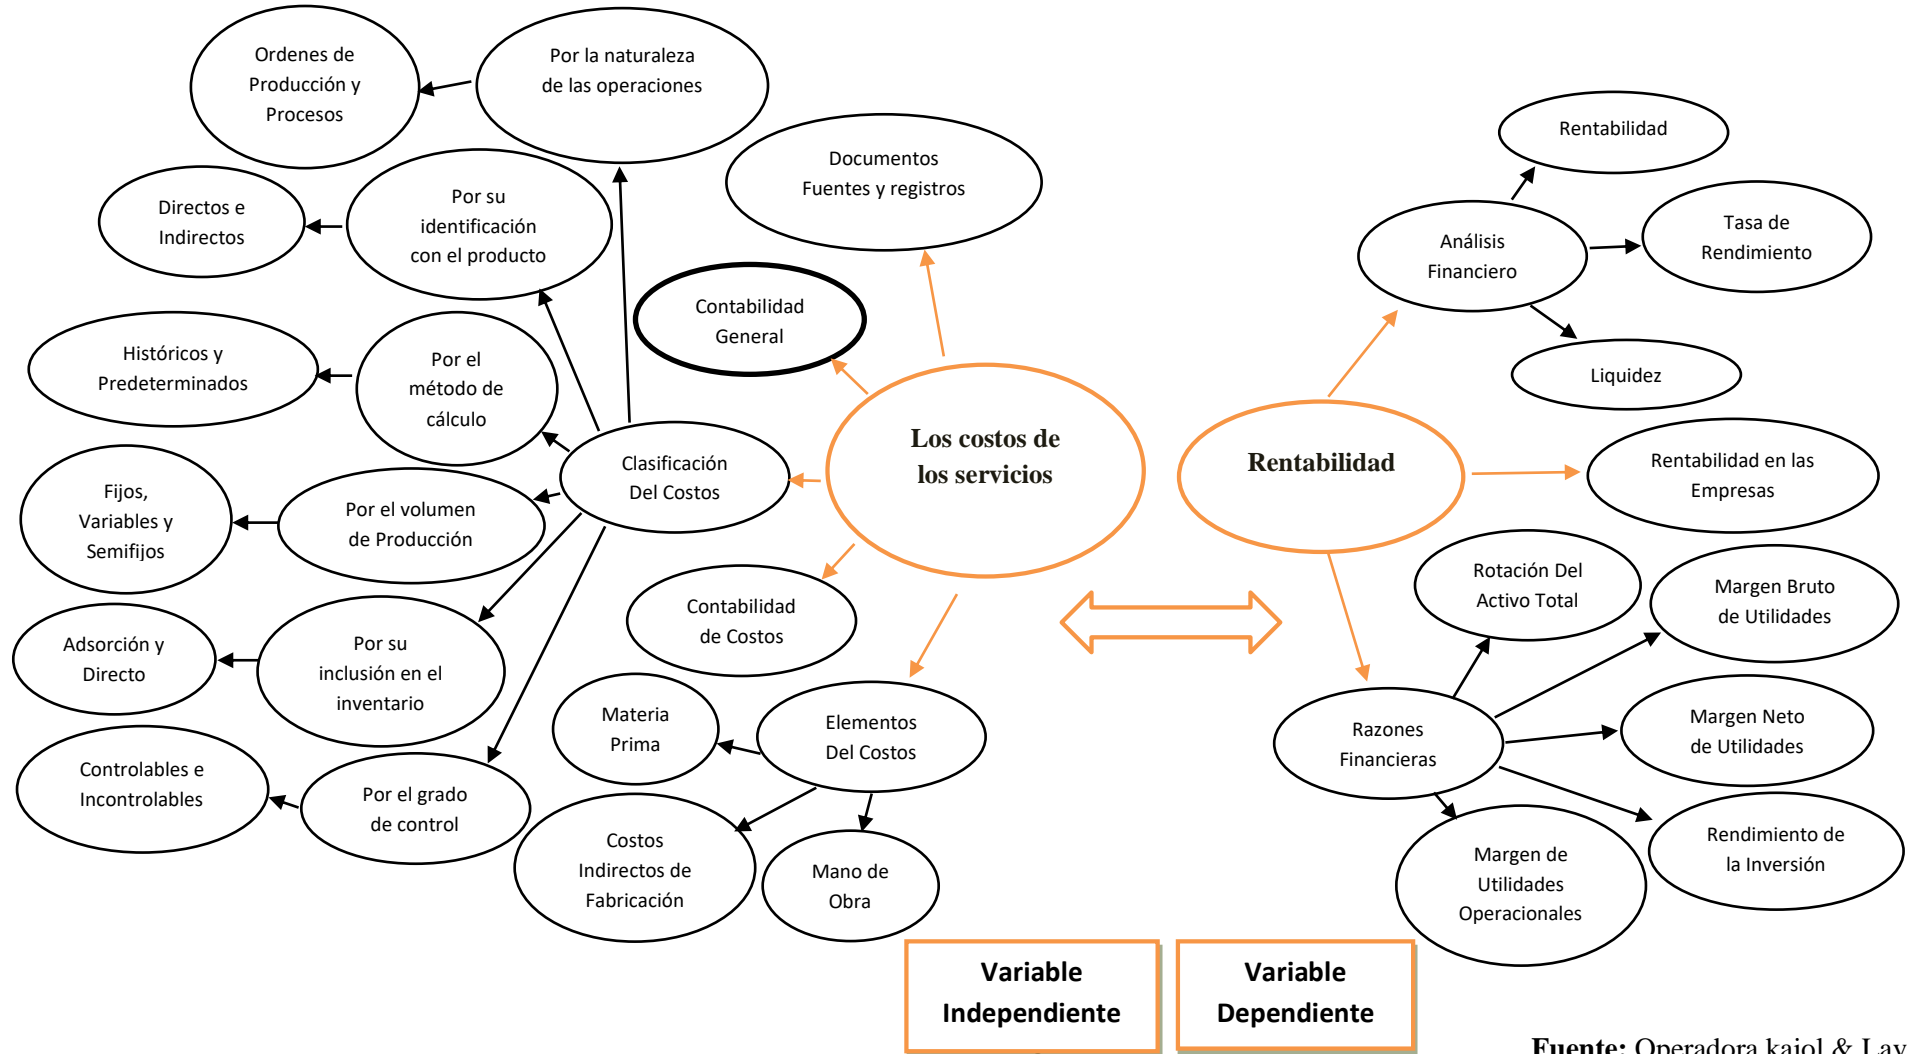 Ordenes de
Producción y
Procesos
Por la naturaleza
de las operaciones
Documentos
Fuentes y registros
Directos e
Indirectos
Por su
identificación
con el producto
Contabilidad
General
Históricos y
Predeterminados
Por el
método de
cálculo
Clasificación
Del Costos
Los costos de
los servicios
Fijos,
Variables y
Semifijos
Por el volumen
de Producción
Contabilidad
de Costos
Adsorción y
Directo
Por su
inclusión en el
inventario
Materia
Prima
Elementos
Del Costos
Controlables e
Incontrolables
Por el grado
de control
Costos
Indirectos de
Fabricación
Mano de
Obra
Rentabilidad
Análisis
Financiero
Tasa de
Rendimiento
Liquidez
Rentabilidad
Rentabilidad en las
Empresas
Rotación Del
Activo Total
Margen Bruto
de Utilidades
Razones
Financieras
Margen Neto
de Utilidades
Rendimiento de
la Inversión
Margen de
Utilidades
Operacionales
Variable
Independiente
Variable
Dependiente
Fuente: Operadora kajol & Lay